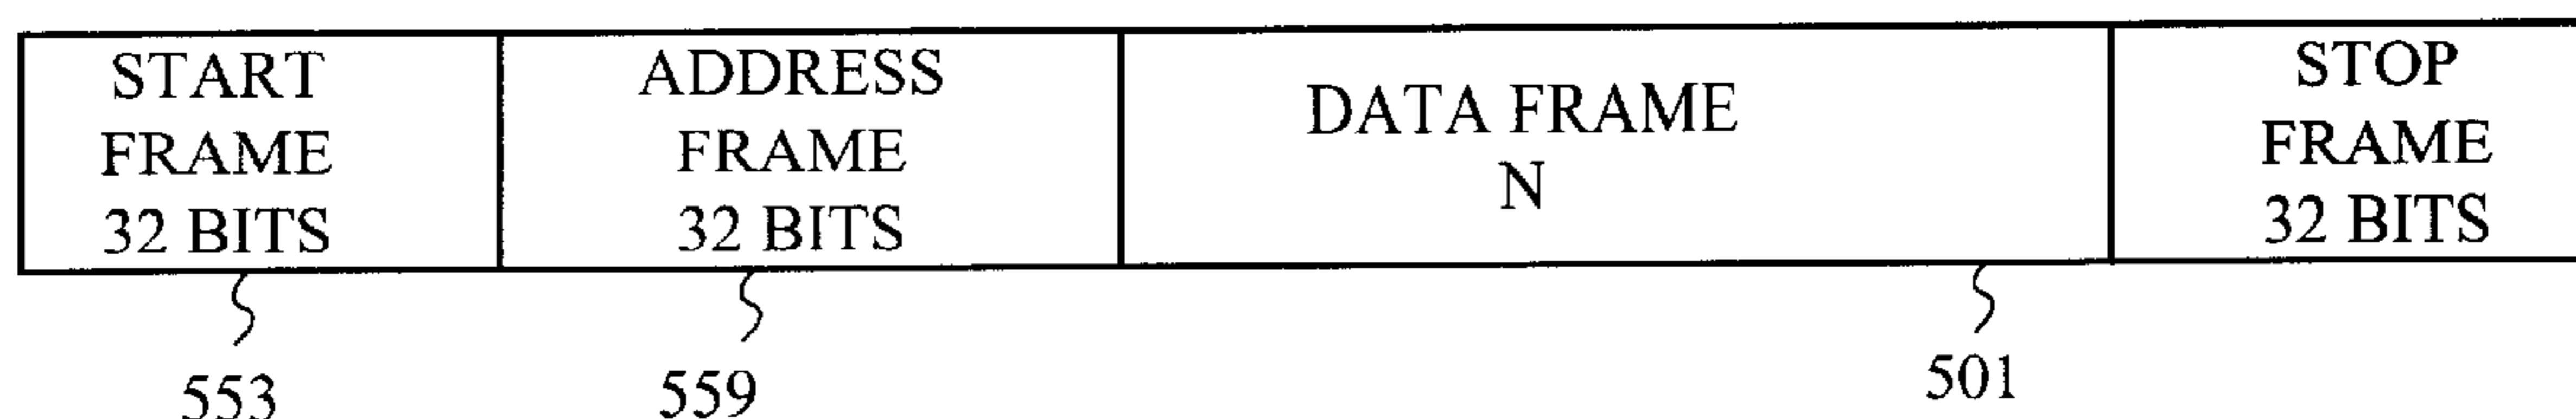 START
FRAME
32 BITS
ADDRESS
FRAME
32 BITS
DATA FRAME
N
STOP
FRAME
32 BITS
553
559
501